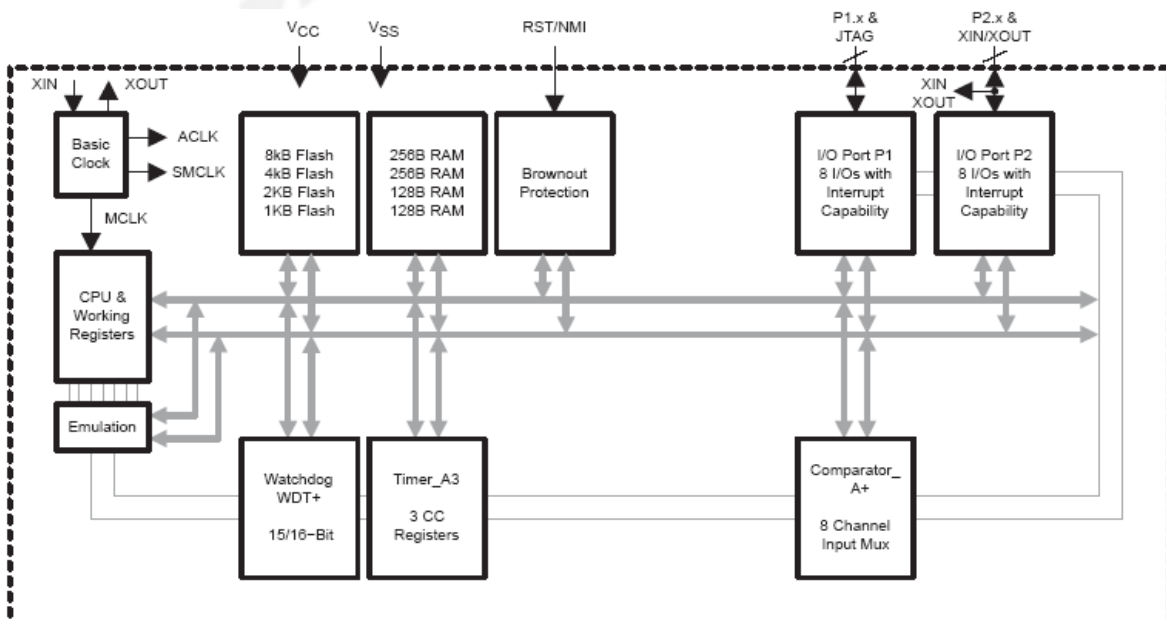 VCC
VSS
RST/NMI
P1.x &
JTAG
P2.x &
XIN/XOUT
XIN
XOUT
XIN
XOUT
Basic
Clock
ACLK
SMCLK
MCLK
8kB Flash
4kB Flash
2KB Flash
1KB Flash
256B RAM
256B RAM
128B RAM
128B RAM
Brownout
Protection
I/O Port P1
8 I/Os with
Interrupt
Capability
I/O Port P2
8 I/Os with
Interrupt
Capability
CPU &
Working
Registers
Emulation
Watchdog
WDT+
15/16−Bit
Timer_A3
3 CC
Registers
Comparator_
A+
8 Channel
Input Mux